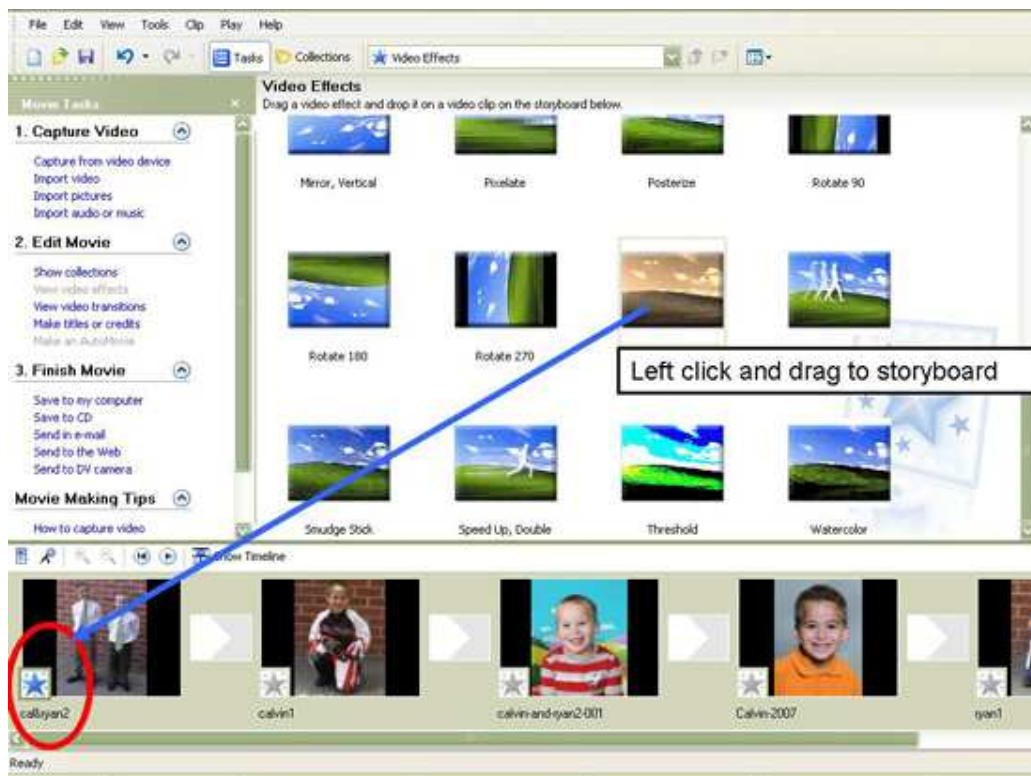 File Edit View Tools Clip Play Help
Tasks Collections Video Effects
Movie Tasks
Video Effects
Drag a video effect and drop it on a video clip on the storyboard below.
1. Capture Video
Capture from video device
Import video
Import pictures
Import audio or music
2. Edit Movie
Show collections
View video effects
View video transitions
Make titles or credits
Make an AutoMovie
3. Finish Movie
Save to my computer
Save to CD
Send in e-mail
Send to the Web
Send to DV camera
Movie Making Tips
How to capture video
Mirror, Vertical Pixelate Posterize Rotate 90
Rotate 180 Rotate 270
Left click and drag to storyboard
Smudge Stick Speed Up, Double Threshold Watercolor
Show Timeline
calvin1 calvin-and-ryan2-001 Calvin-2007 ryan1
Ready